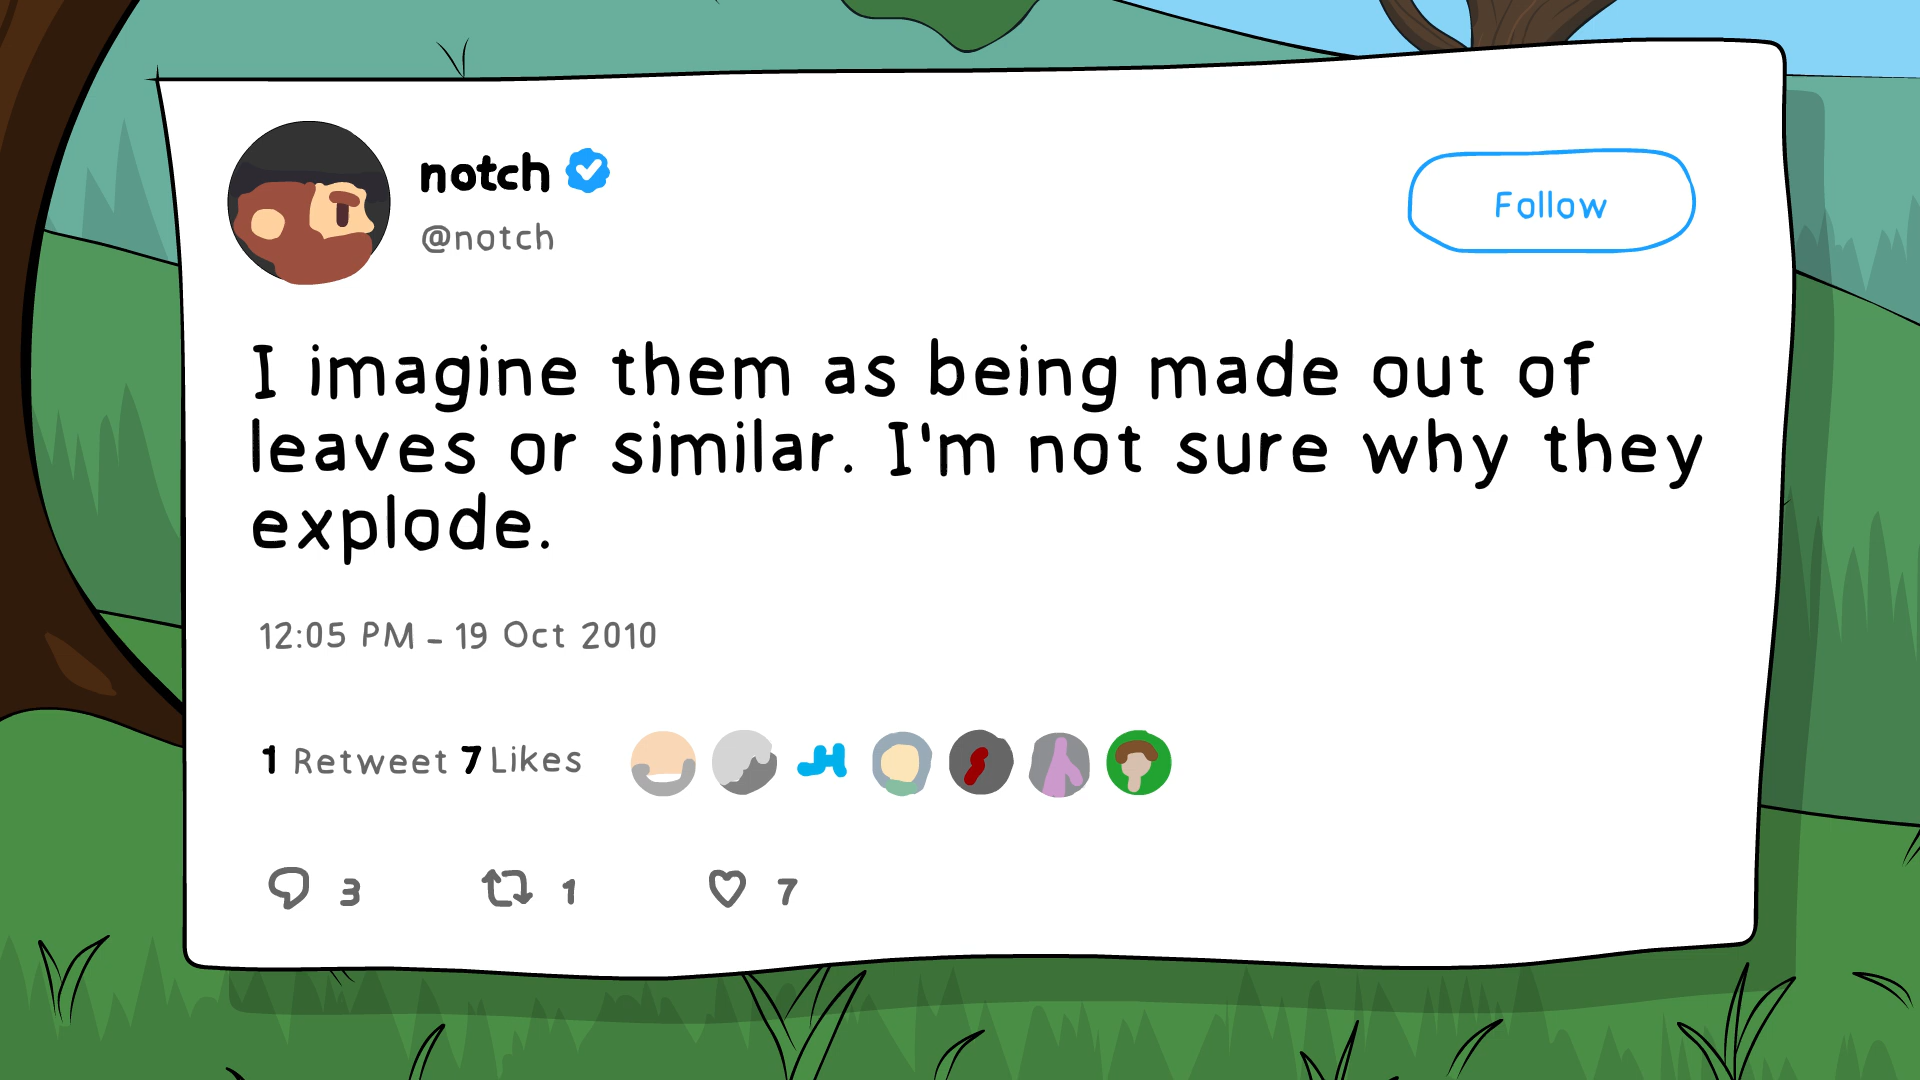 notch
@notch
Follow
I imagine them as being made out of
leaves or similar. I'm not sure why they
explode.
12:05 PM - 19 Oct 2010
1 Retweet 7 Likes
3 1 7